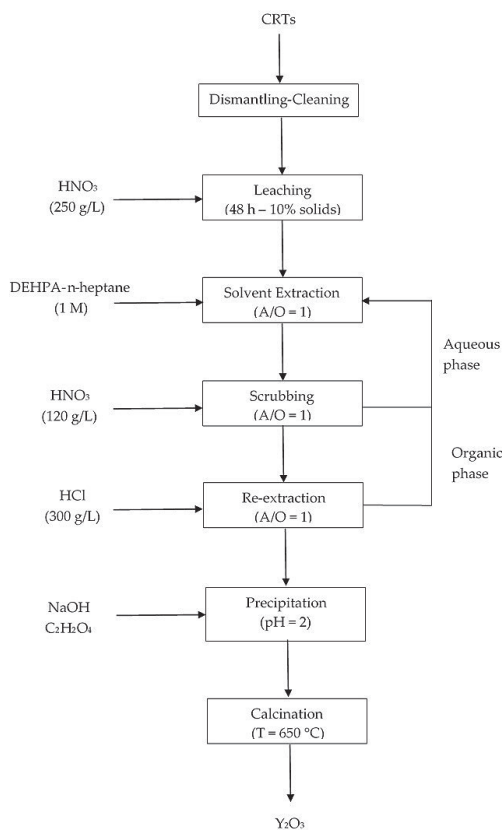 CRTs
Dismantling-Cleaning
HNO₃
(250 g/L)
Leaching
(48 h – 10% solids)
DEHPA-n-heptane
(1 M)
Solvent Extraction
(A/O = 1)
Aqueous
phase
HNO₃
(120 g/L)
Scrubbing
(A/O = 1)
Organic
phase
HCl
(300 g/L)
Re-extraction
(A/O = 1)
NaOH
C₂H₂O₄
Precipitation
(pH = 2)
Calcination
(T = 650 °C)
Y₂O₃